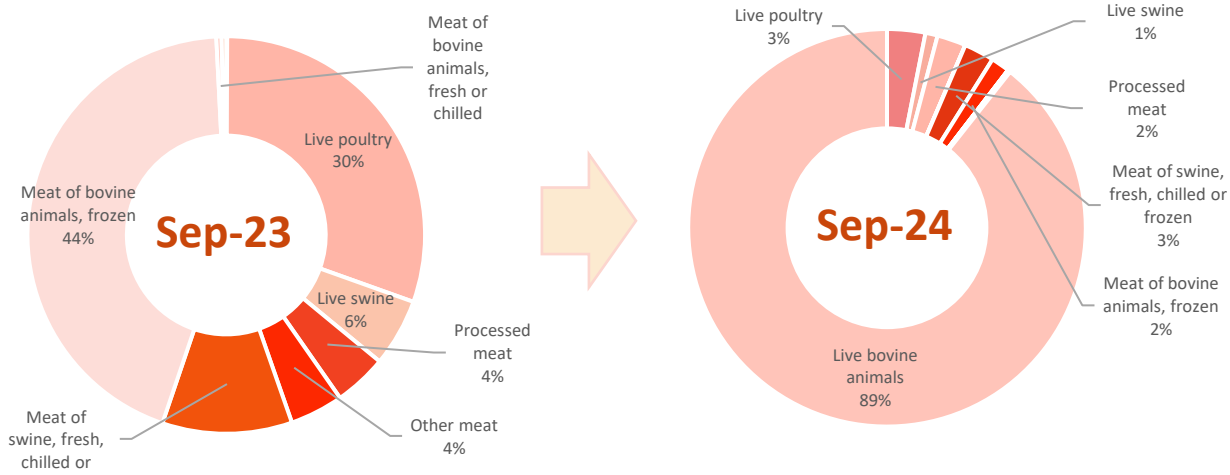 Meat of
bovine
animals,
fresh or
chilled
Live poultry
30%
Meat of bovine
animals, frozen
44%
Sep-23
Live swine
6%
Processed
meat
4%
Other meat
4%
Meat of
swine, fresh,
chilled or
Live poultry
3%
Live swine
1%
Processed
meat
2%
Meat of swine,
fresh, chilled or
frozen
3%
Meat of bovine
animals, frozen
2%
Sep-24
Live bovine
animals
89%